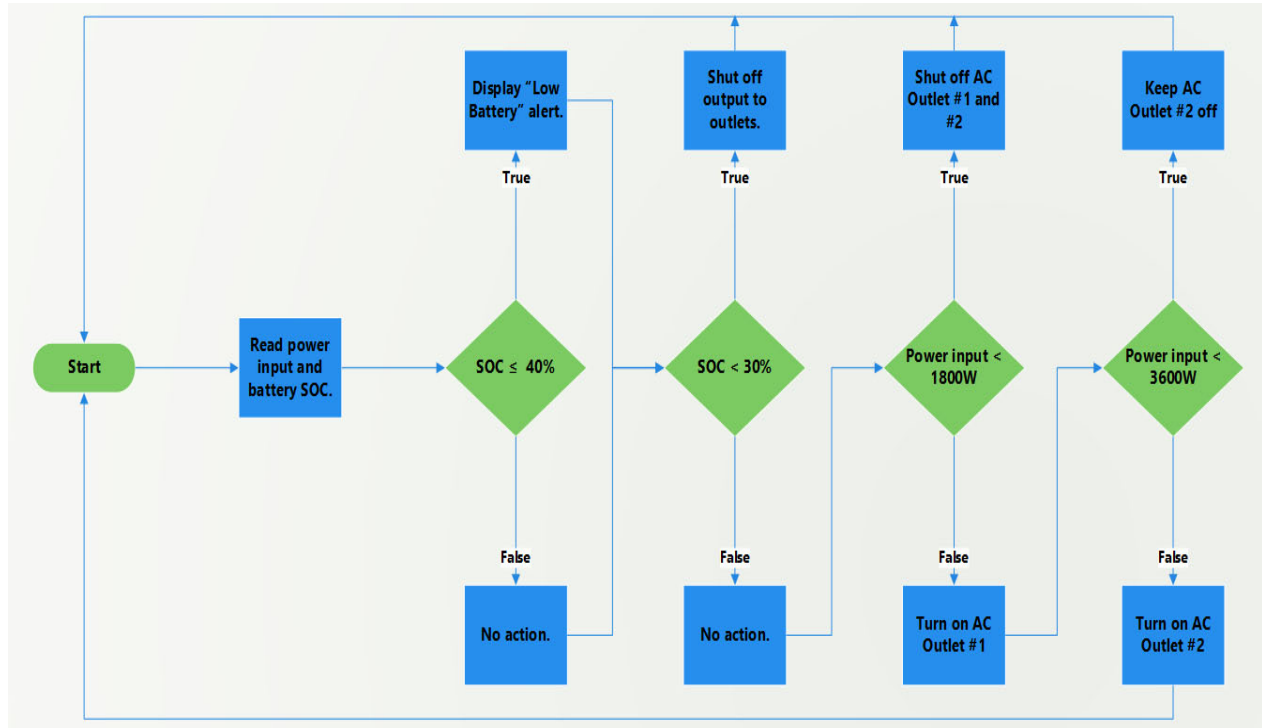 Display “Low
Battery” alert.
Shut off
output to
outlets.
Shut off AC
Outlet #1 and
#2
Keep AC
Outlet #2 off
True
True
True
True
Start
Read power
input and
battery SOC.
SOC ≤ 40%
SOC < 30%
Power input <
1800W
Power input <
3600W
False
False
False
False
No action.
No action.
Turn on AC
Outlet #1
Turn on AC
Outlet #2